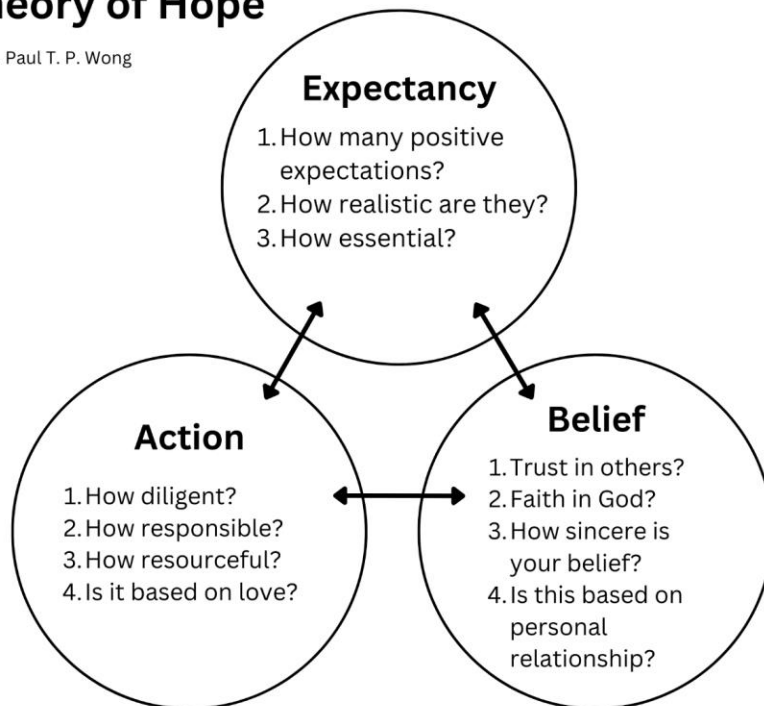 eory of Hope
Paul T. P. Wong
Expectancy
1. How many positive
expectations?
2. How realistic are they?
3. How essential?
Action
1. How diligent?
2. How responsible?
3. How resourceful?
4. Is it based on love?
Belief
1. Trust in others?
2. Faith in God?
3. How sincere is
your belief?
4. Is this based on
personal
relationship?